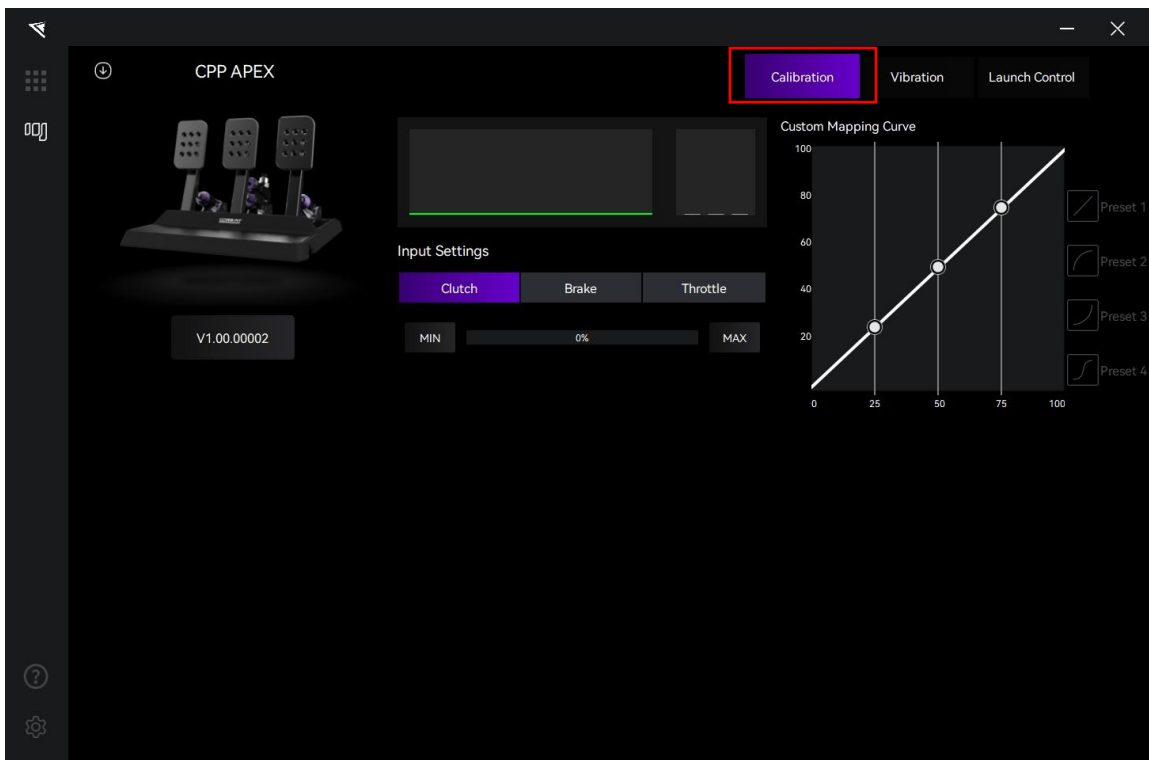 CPP APEX
Calibration
Vibration
Launch Control
Custom Mapping Curve
100
80
60
40
20
0
25
50
75
100
Preset 1
Preset 2
Preset 3
Preset 4
Input Settings
Clutch
Brake
Throttle
MIN
0%
MAX
V1.00.00002
?